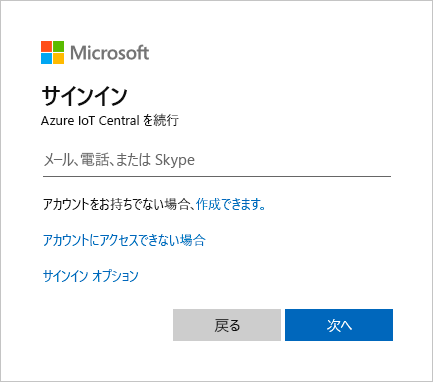 Microsoft
サインイン
Azure IoT Central を続行
メール、電話、または Skype
アカウントをお持ちでない場合、作成できます。
アカウントにアクセスできない場合
サインイン オプション
戻る
次へ